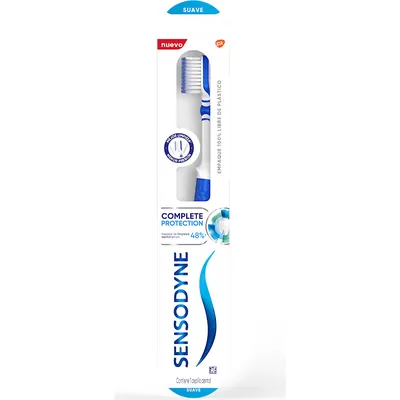 SUAVE
nuevo
EMPAQUE 100% LIBRE DE PLÁSTICO
COMPLETE
PROTECTION
48%
SENSODYNE
Contiene 1 cepillo dental
SUAVE